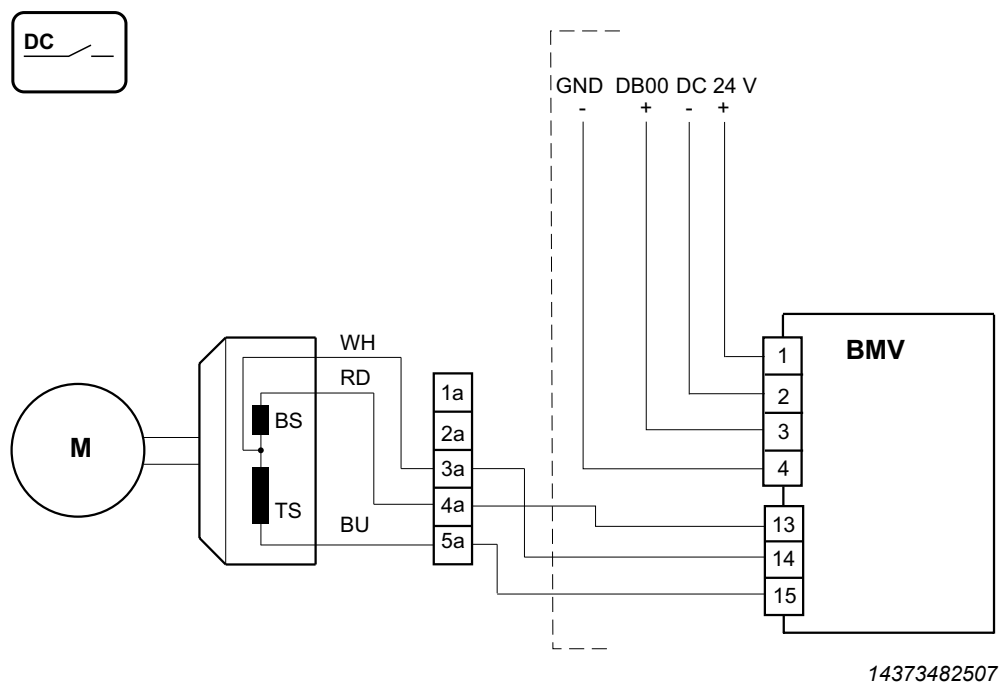 DC
GND DB00 DC 24 V
- + - +
BMV
1
2
3
4
13
14
15
WH
RD
BS
TS
BU
M
1a
2a
3a
4a
5a
14373482507